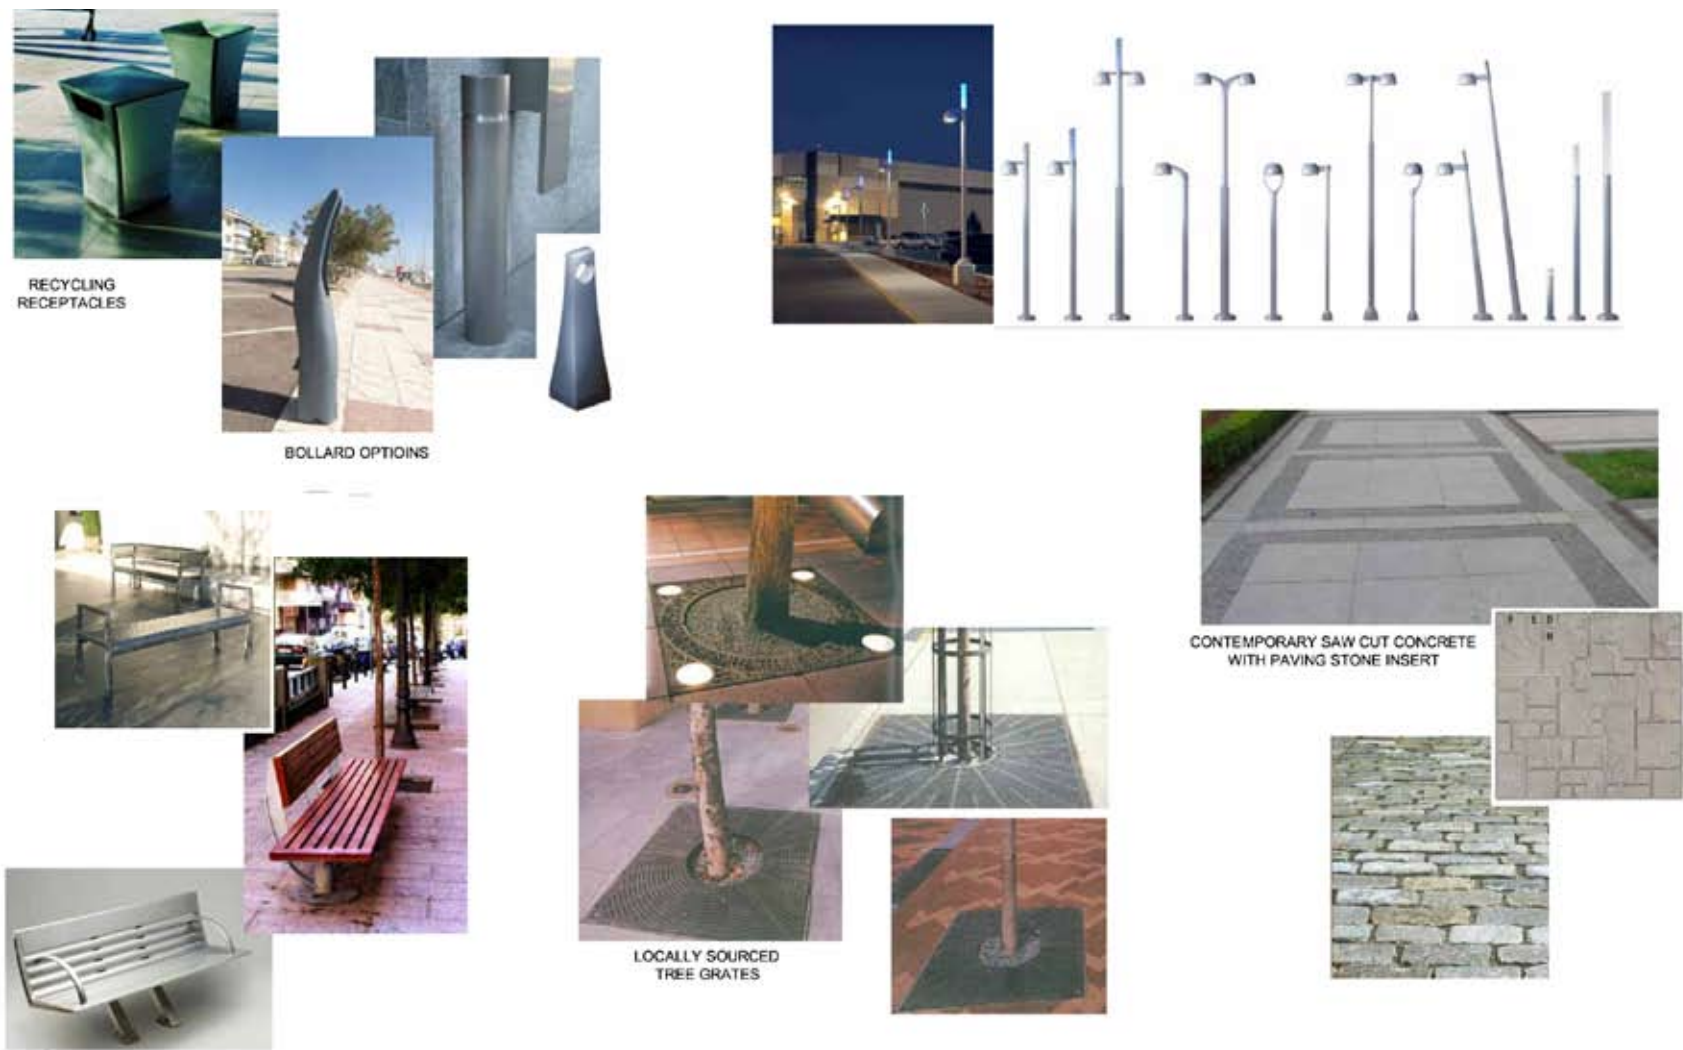 RECYCLING
RECEPTACLES
BOLLARD OPTIOINS
CONTEMPORARY SAW CUT CONCRETE
WITH PAVING STONE INSERT
LOCALLY SOURCED
TREE GRATES